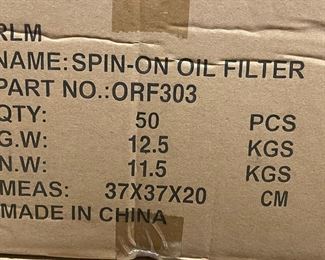 RLM
NAME: SPIN-ON OIL FILTER
PART NO.: ORF303
QTY: 50 PCS
G.W: 12.5 KGS
N.W: 11.5 KGS
MEAS: 37X37X20 CM
MADE IN CHINA